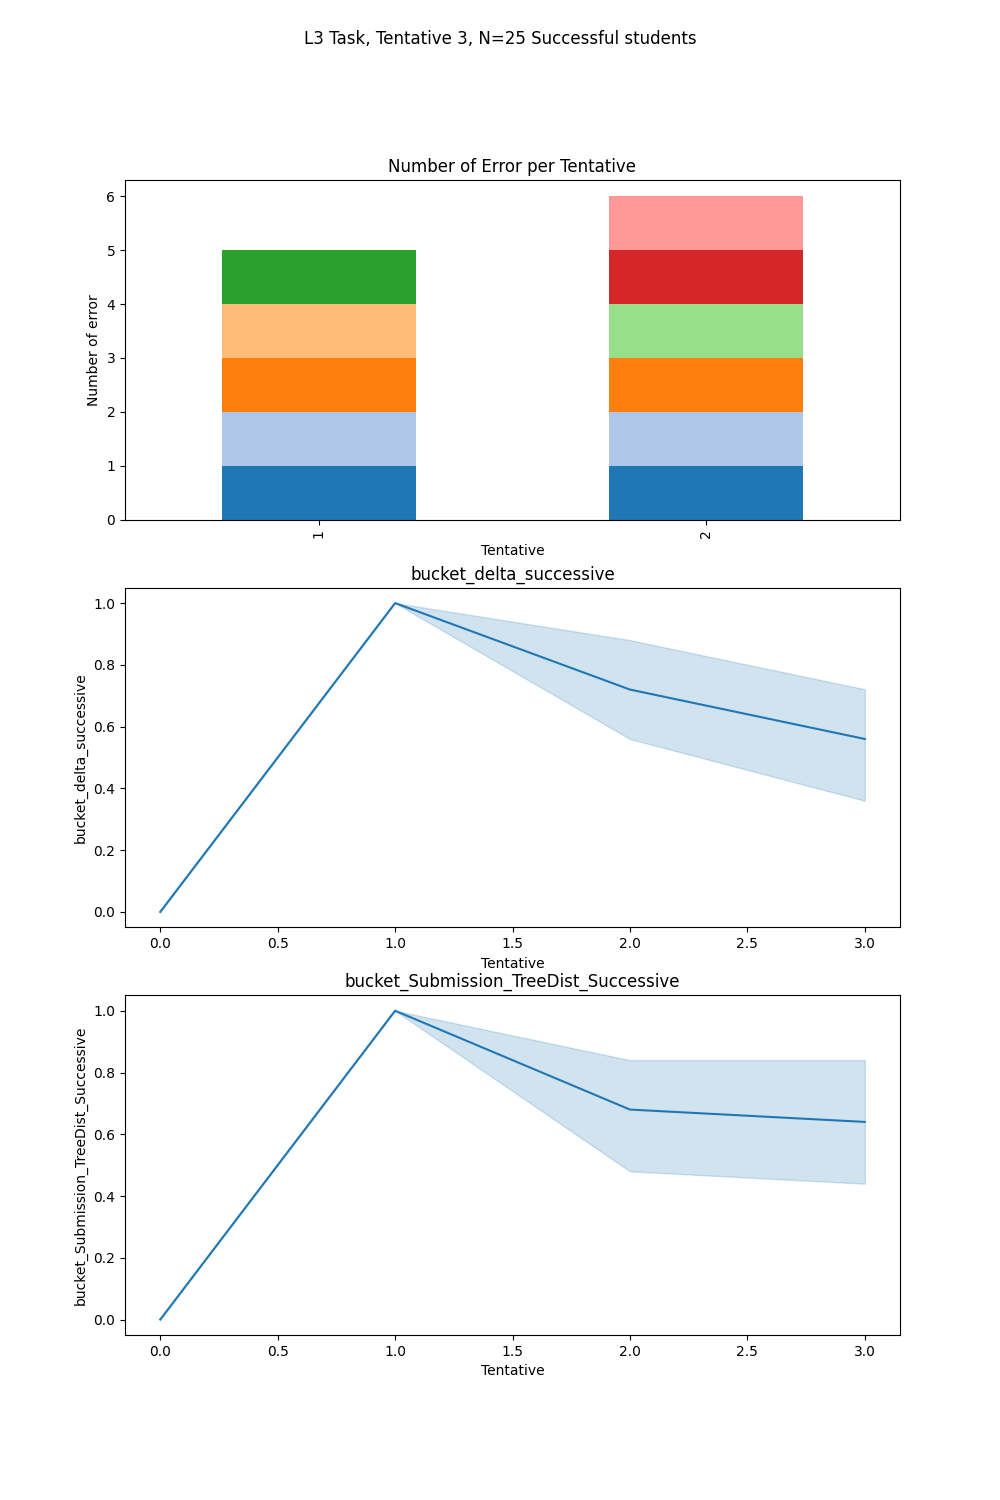 L3 Task, Tentative 3, N=25 Successful students
Number of Error per Tentative
6
5
4
3
2
1
0
Number of error
1
2
Tentative
bucket_delta_successive
1.0
0.8
0.6
0.4
0.2
0.0
bucket_delta_successive
0.0 0.5 1.0 1.5 2.0 2.5 3.0
Tentative
bucket_Submission_TreeDist_Successive
1.0
0.8
0.6
0.4
0.2
0.0
bucket_Submission_TreeDist_Successive
0.0 0.5 1.0 1.5 2.0 2.5 3.0
Tentative